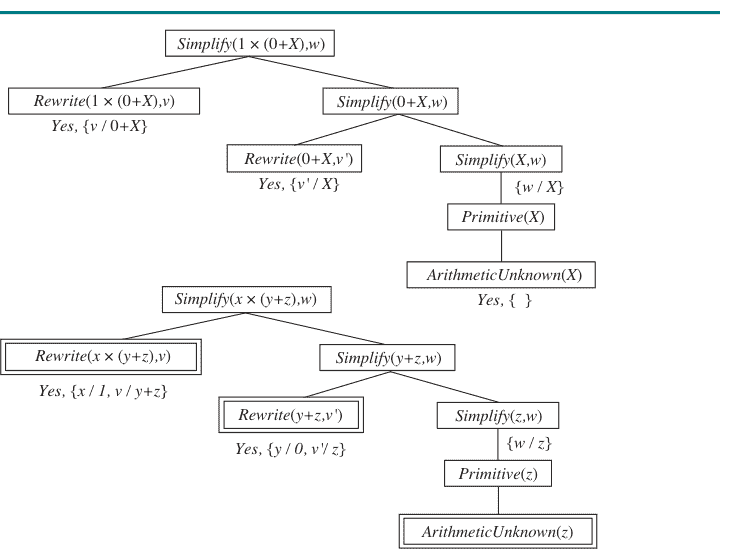 Simplify(1 × (0+X),w)
Rewrite(1 × (0+X),v)
Simplify(0+X,w)
Yes, {v / 0+X}
Rewrite(0+X,v')
Simplify(X,w)
Yes, {v' / X}
{w / X}
Primitive(X)
ArithmeticUnknown(X)
Yes, { }
Simplify(x × (y+z),w)
Rewrite(x × (y+z),v)
Simplify(y+z,w)
Yes, {x / 1, v / y+z}
Rewrite(y+z,v')
Simplify(z,w)
Yes, {y / 0, v'/ z}
{w / z}
Primitive(z)
ArithmeticUnknown(z)